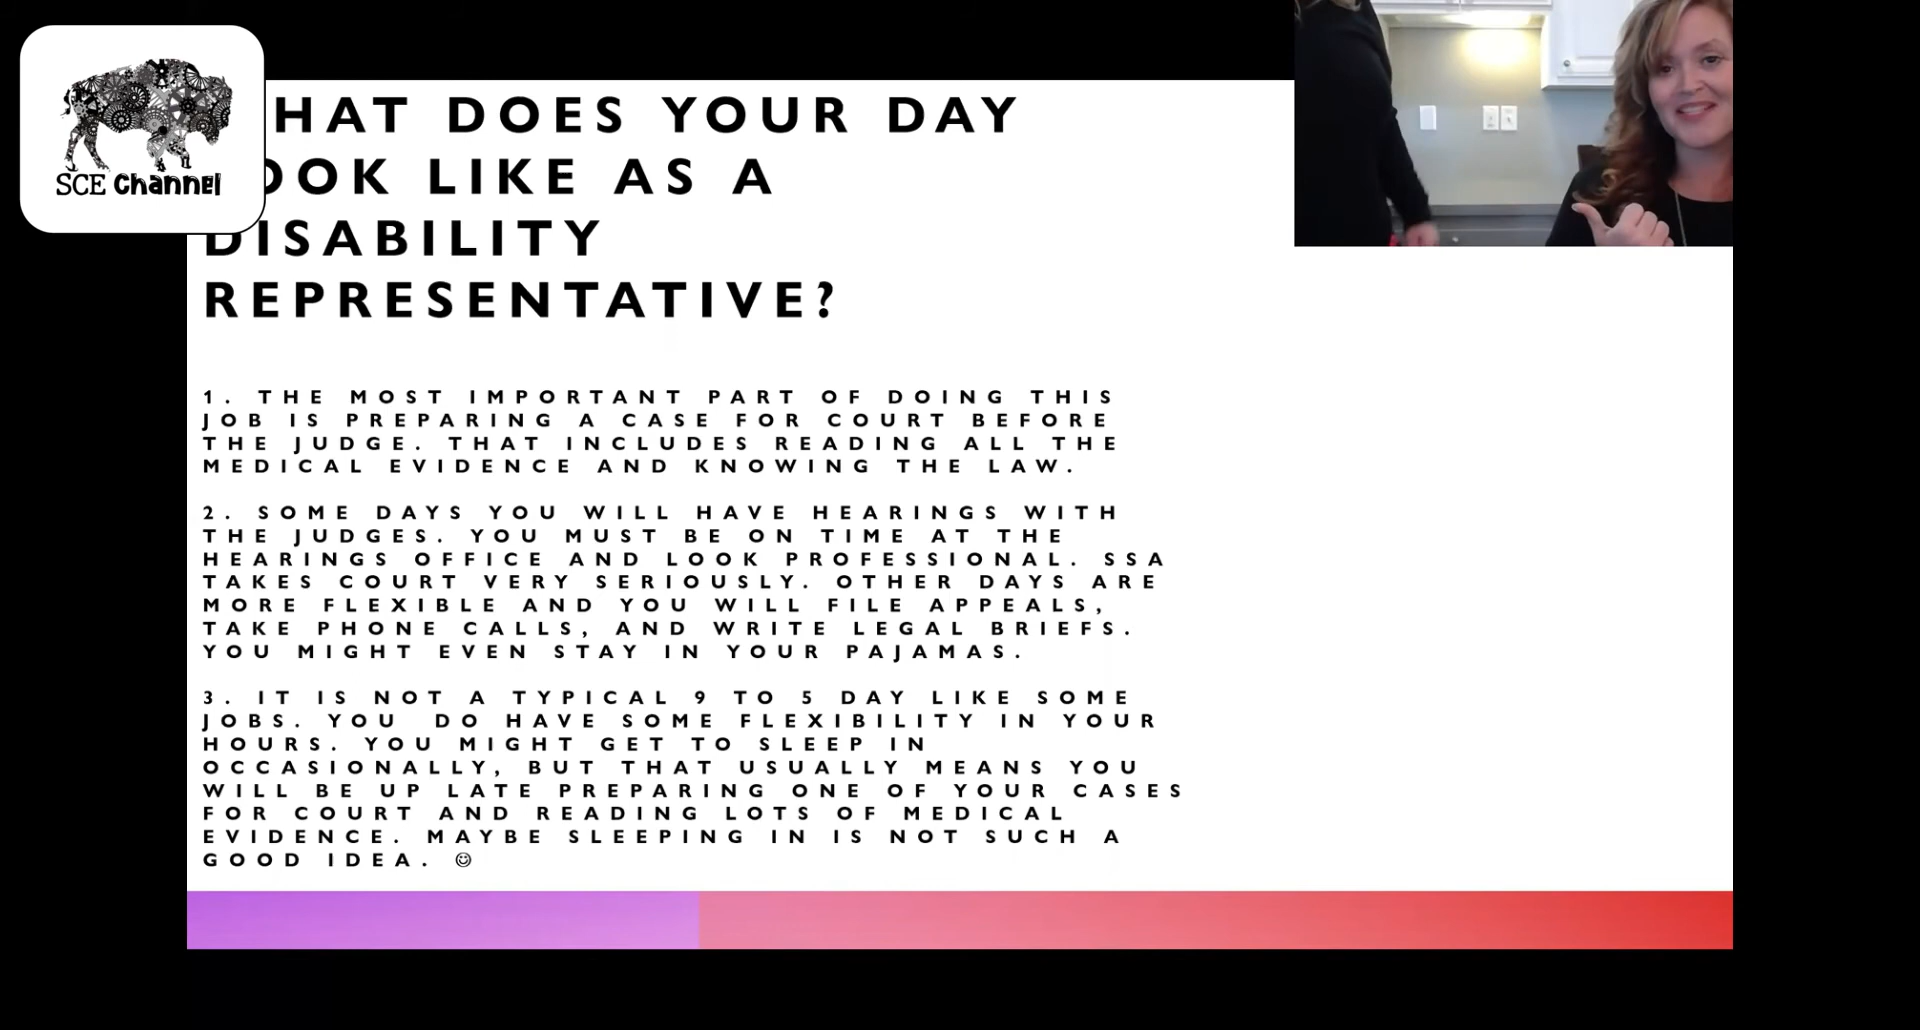 SCE Channel
HAT DOES YOUR DAY
OOK LIKE AS A
DISABILITY
REPRESENTATIVE?
1. THE MOST IMPORTANT PART OF DOING THIS
JOB IS PREPARING A CASE FOR COURT BEFORE
THE JUDGE. THAT INCLUDES READING ALL THE
MEDICAL EVIDENCE AND KNOWING THE LAW.
2. SOME DAYS YOU WILL HAVE HEARINGS WITH
THE JUDGES. YOU MUST BE ON TIME AT THE
HEARINGS OFFICE AND LOOK PROFESSIONAL. SSA
TAKES COURT VERY SERIOUSLY. OTHER DAYS ARE
MORE FLEXIBLE AND YOU WILL FILE APPEALS,
TAKE PHONE CALLS, AND WRITE LEGAL BRIEFS.
YOU MIGHT EVEN STAY IN YOUR PAJAMAS.
3. IT IS NOT A TYPICAL 9 TO 5 DAY LIKE SOME
JOBS. YOU DO HAVE SOME FLEXIBILITY IN YOUR
HOURS. YOU MIGHT GET TO SLEEP IN
OCCASIONALLY, BUT THAT USUALLY MEANS YOU
WILL BE UP LATE PREPARING ONE OF YOUR CASES
FOR COURT AND READING LOTS OF MEDICAL
EVIDENCE. MAYBE SLEEPING IN IS NOT SUCH A
GOOD IDEA. ☺